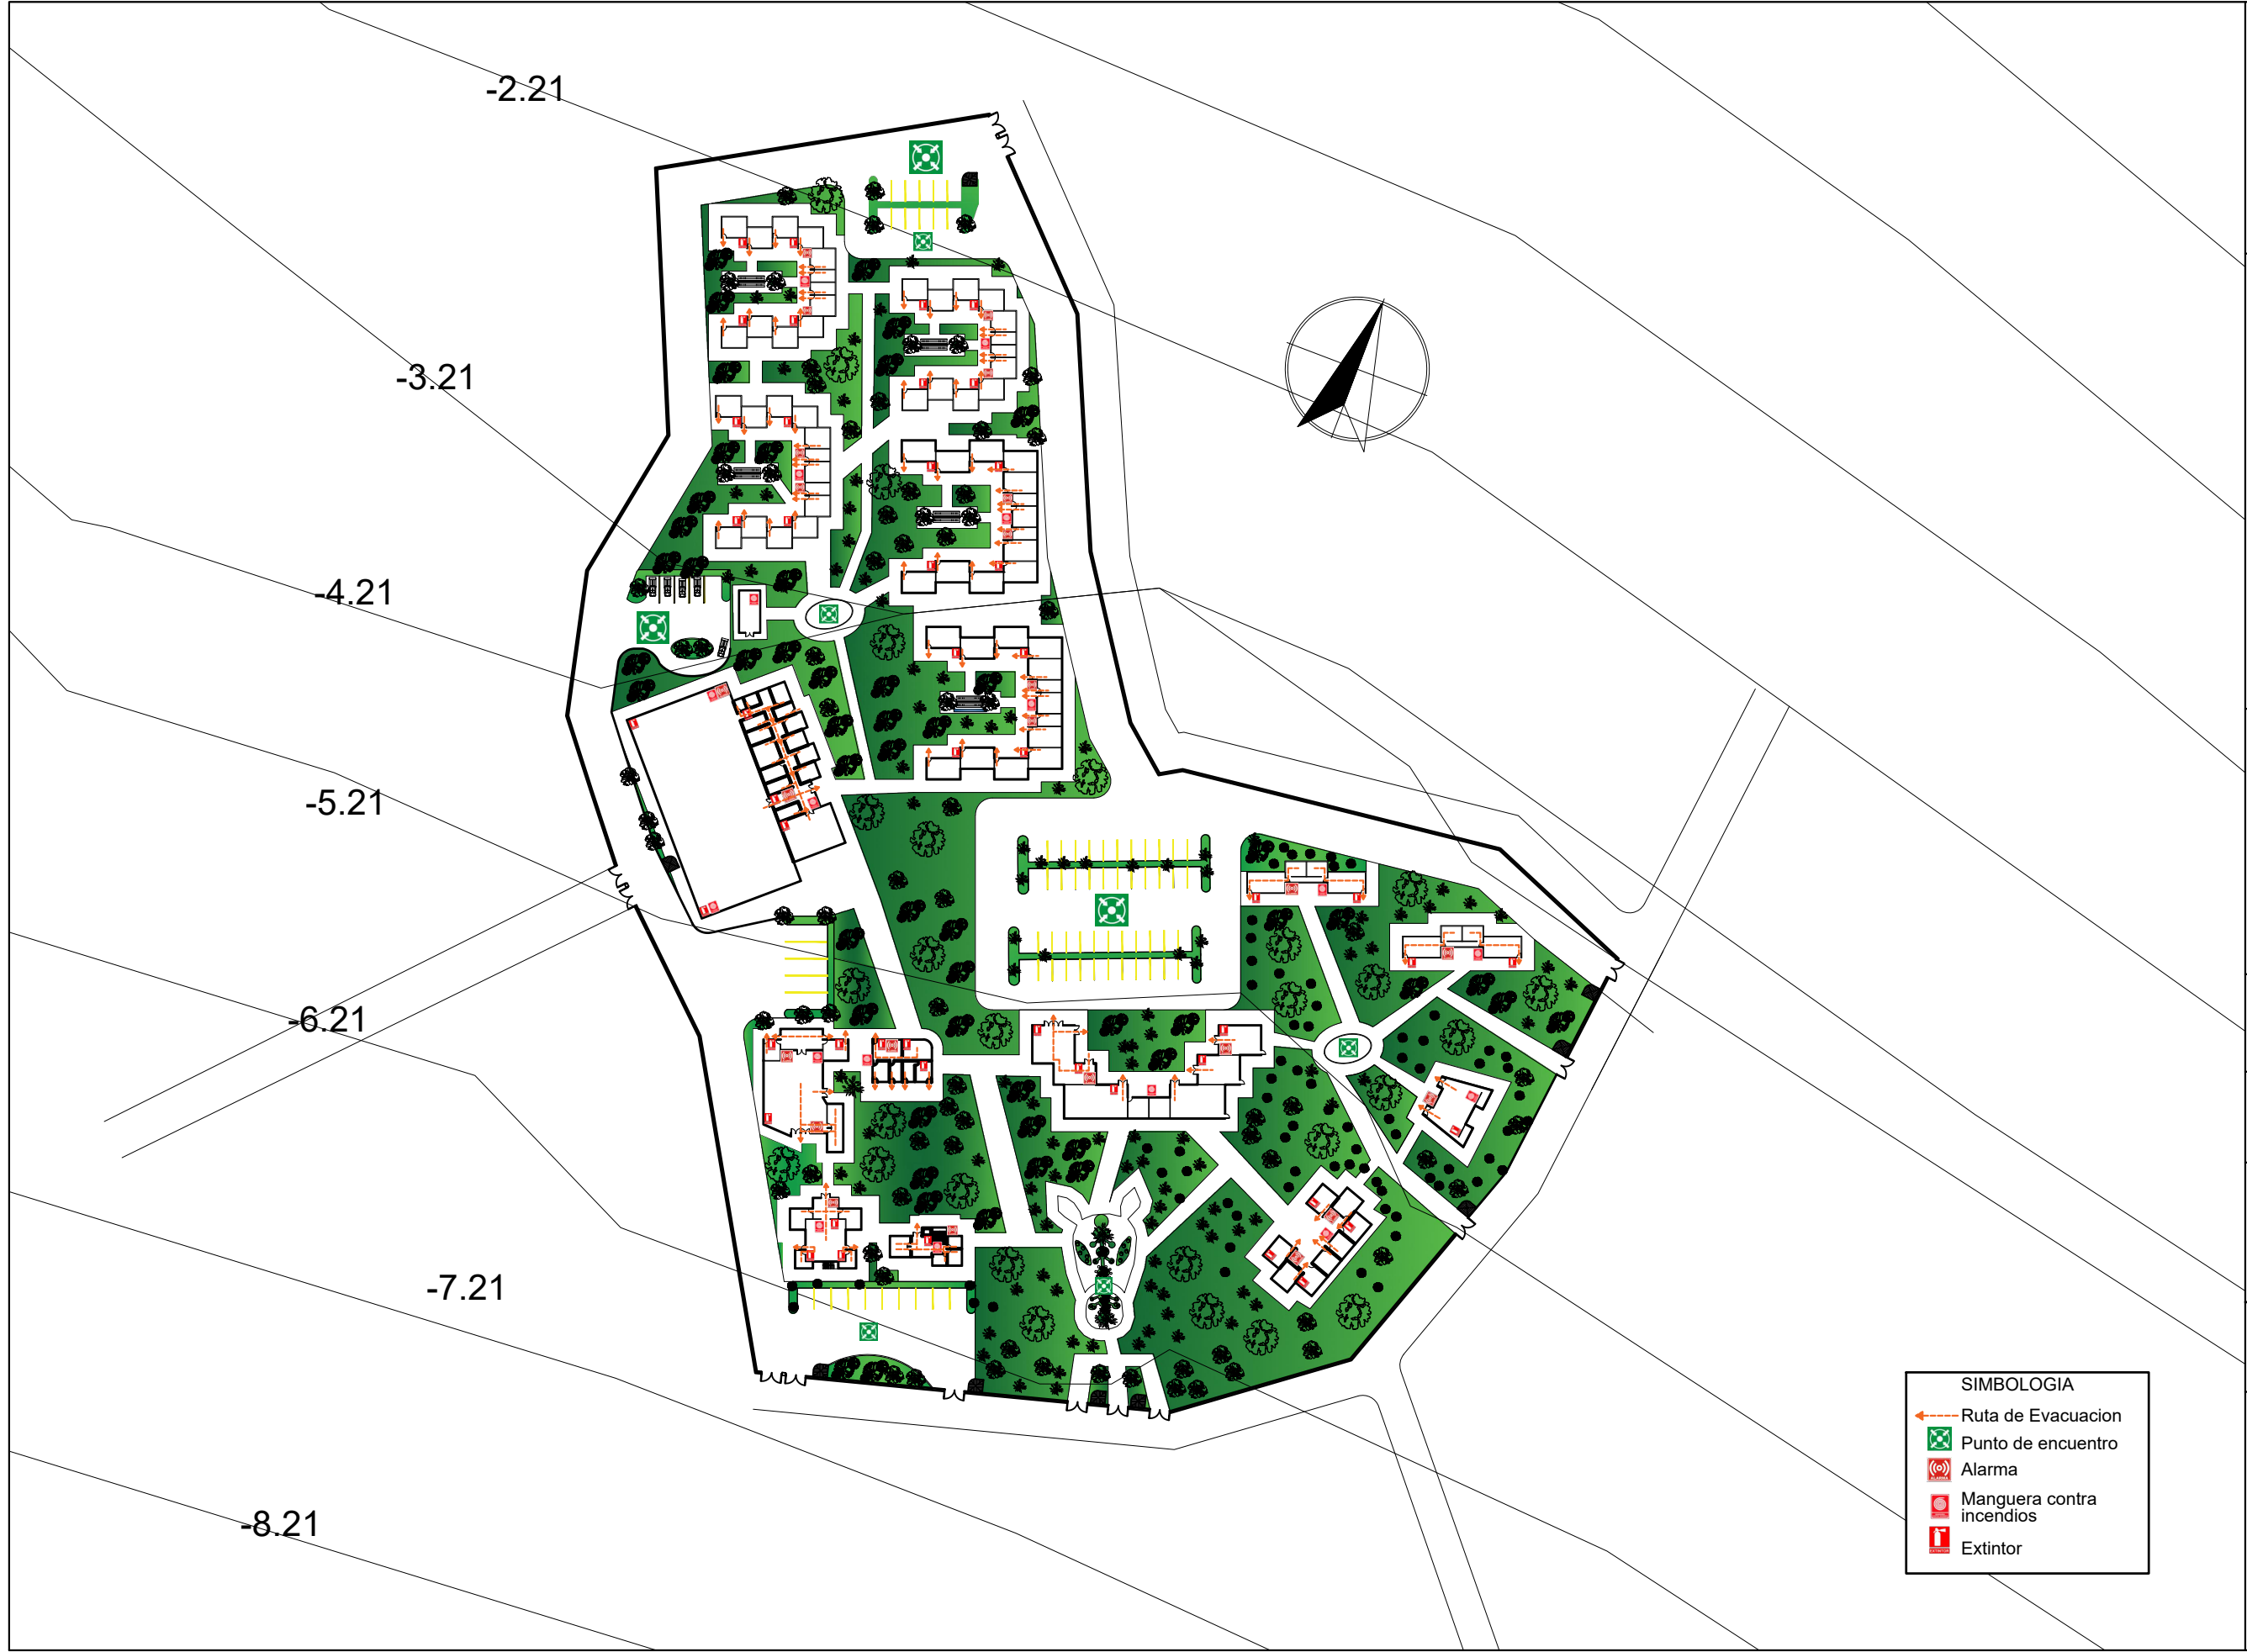 -2.21
-3.21
-4.21
-5.21
-6.21
-7.21
-8.21
SIMBOLOGIA
Ruta de Evacuacion
Punto de encuentro
Alarma
Manguera contra
incendios
Extintor